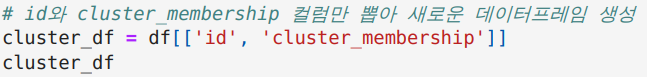 # id와 cluster_membership 컬럼만 뽑아 새로운 데이터프레임 생성
cluster_df = df[['id', 'cluster_membership']]
cluster_df